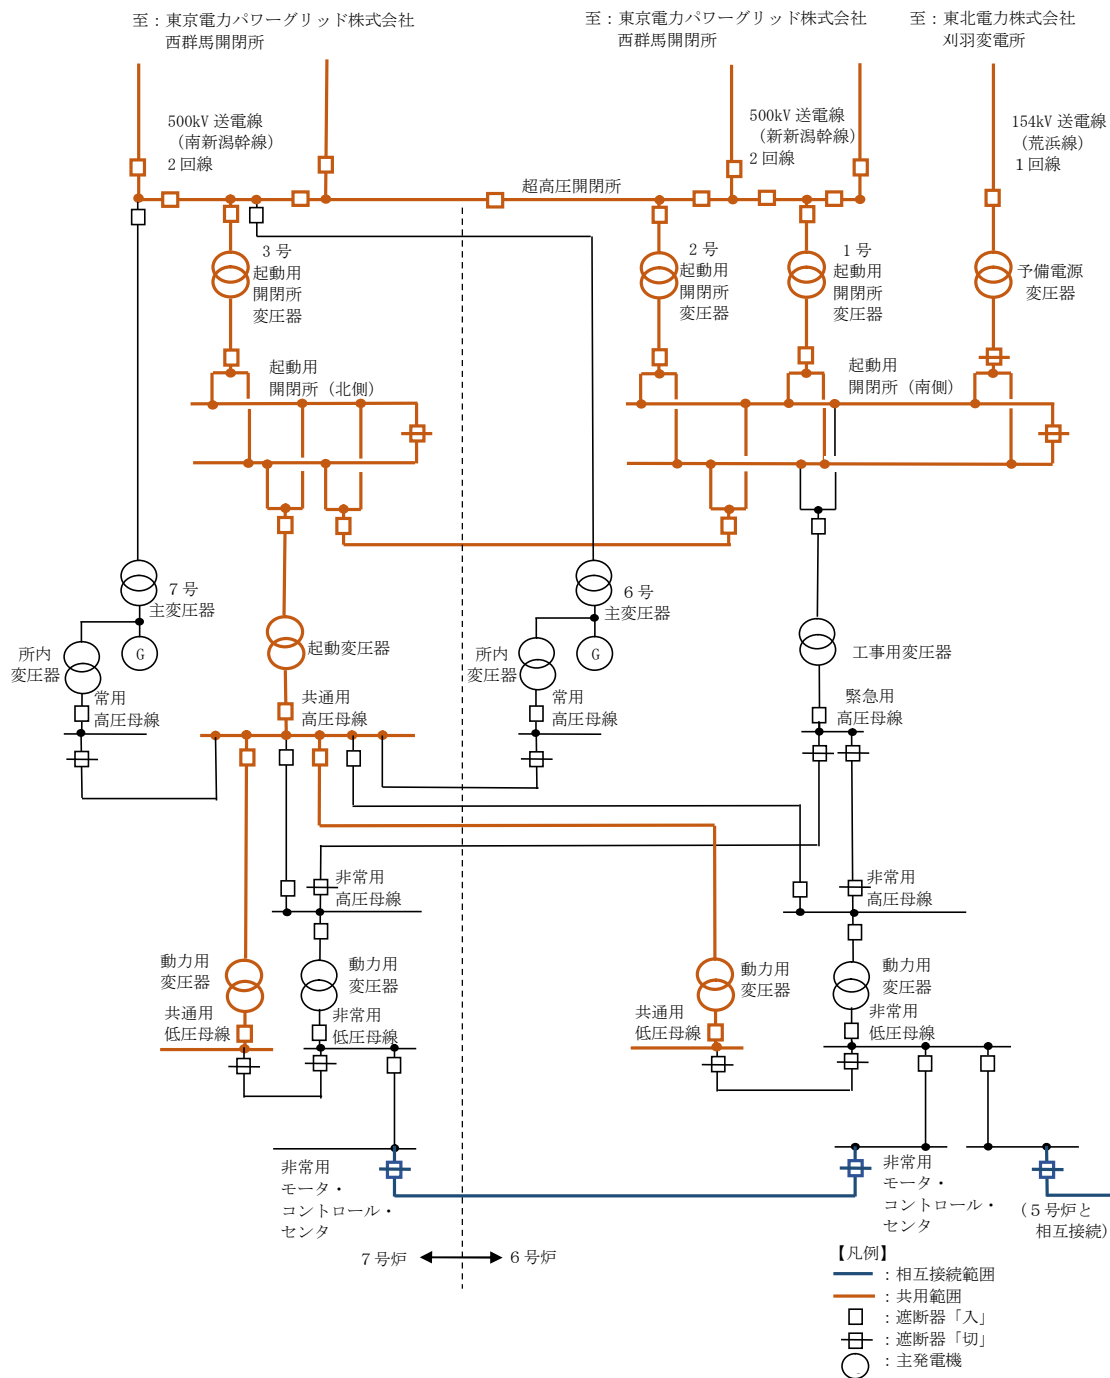 至：東京電力パワーグリッド株式会社
西群馬開閉所
至：東京電力パワーグリッド株式会社
西群馬開閉所
至：東北電力株式会社
刈羽変電所
500kV 送電線
（南新潟幹線）
2回線
500kV 送電線
（新新潟幹線）
2回線
154kV 送電線
（荒浜線）
1回線
超高圧開閉所
3号
起動用
開閉所
変圧器
2号
起動用
開閉所
変圧器
1号
起動用
開閉所
変圧器
予備電源
変圧器
起動用
開閉所（北側）
起動用
開閉所（南側）
7号
主変圧器
6号
主変圧器
所内
変圧器
G
起動変圧器
所内
変圧器
G
工事用変圧器
常用
高圧母線
共通用
高圧母線
常用
高圧母線
緊急用
高圧母線
非常用
高圧母線
非常用
高圧母線
動力用
変圧器
動力用
変圧器
動力用
変圧器
動力用
変圧器
共通用
低圧母線
非常用
低圧母線
共通用
低圧母線
非常用
低圧母線
非常用
モータ・
コントロール・
センタ
非常用
モータ・
コントロール・
センタ
（5号炉と
相互接続）
7号炉
6号炉
【凡例】
：相互接続範囲
：共用範囲
：遮断器「入」
：遮断器「切」
：主発電機